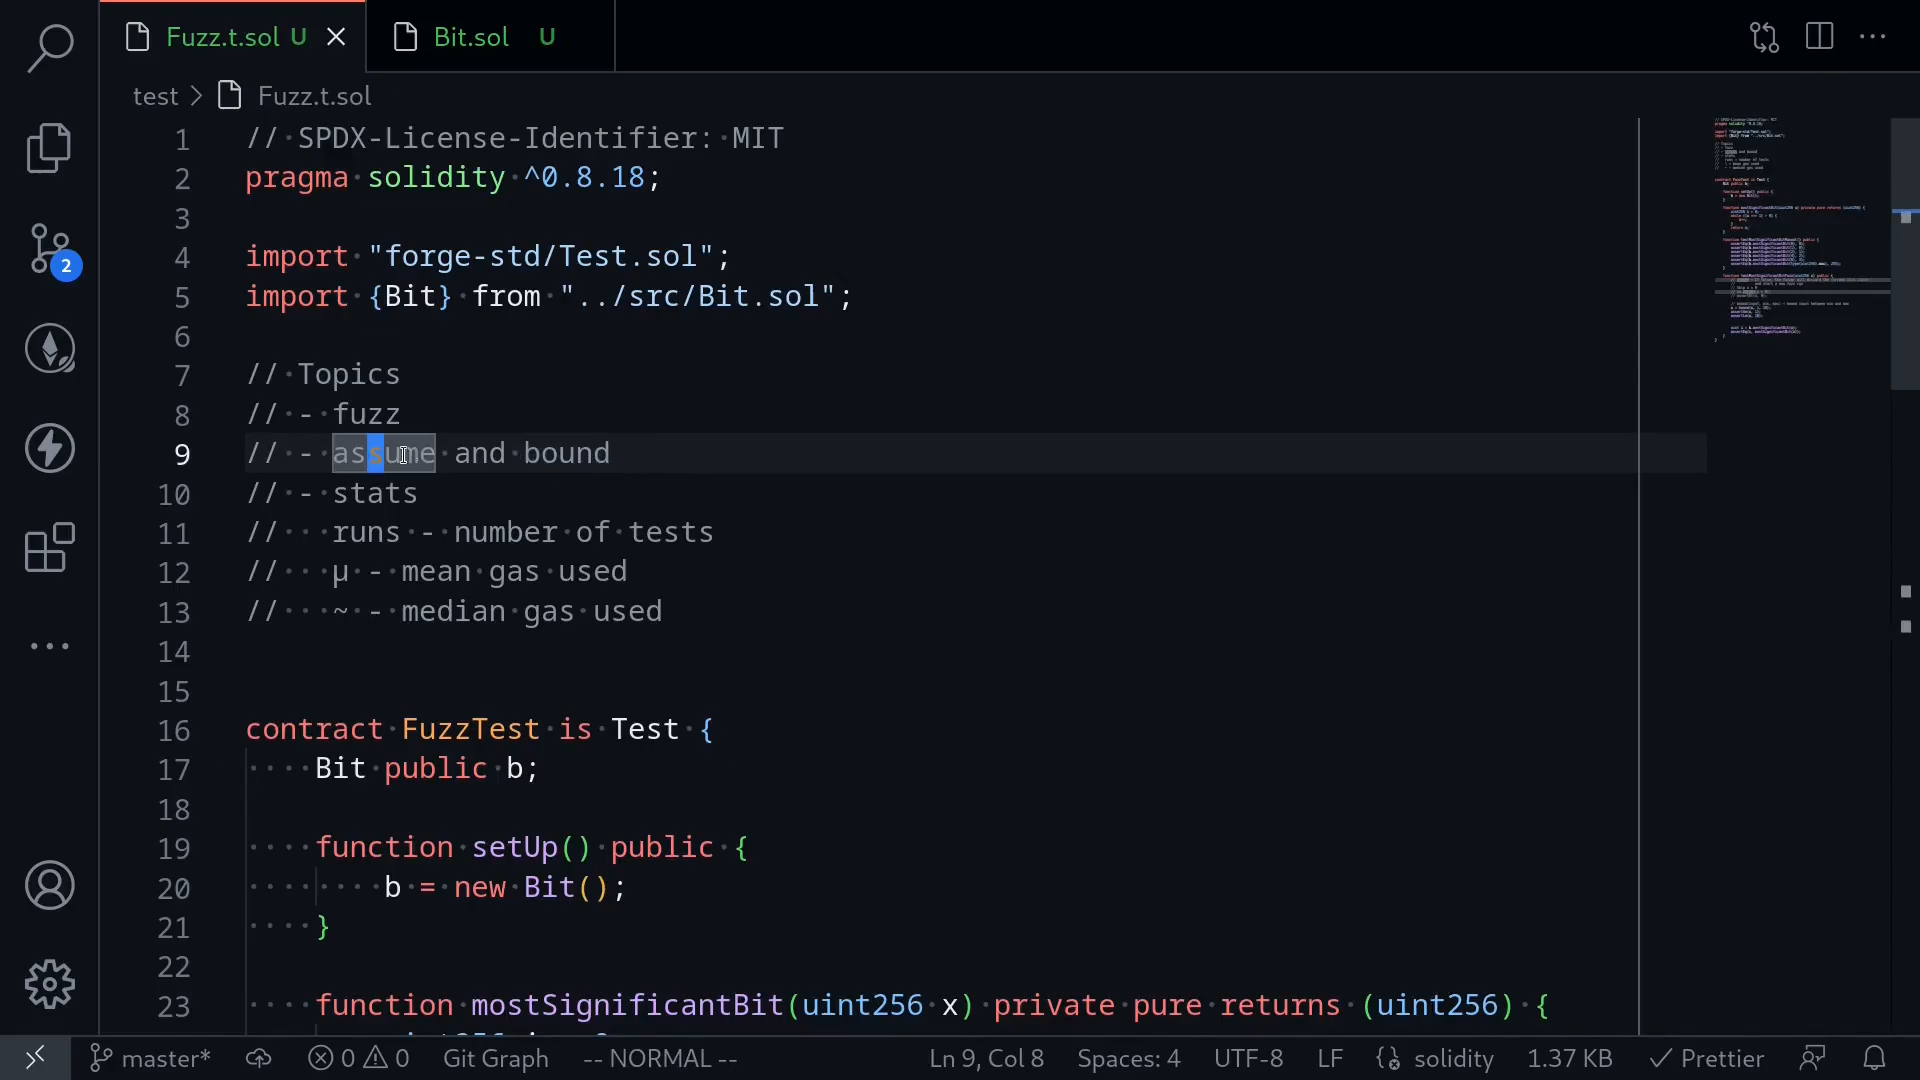 Fuzz.t.sol U
Bit.sol U
test > Fuzz.t.sol
1 // SPDX-License-Identifier: MIT
2 pragma solidity ^0.8.18;
3
4 import "forge-std/Test.sol";
5 import {Bit} from "../src/Bit.sol";
6
7 // Topics
8 // - fuzz
9 // - assume and bound
10 // - stats
11 //   runs - number of tests
12 //   μ - mean gas used
13 //   ~ - median gas used
14
15
16 contract FuzzTest is Test {
17     Bit public b;
18
19     function setUp() public {
20         b = new Bit();
21     }
22
23     function mostSignificantBit(uint256 x) private pure returns (uint256) {
2
master* 0 0 Git Graph -- NORMAL -- Ln 9, Col 8 Spaces: 4 UTF-8 LF solidity 1.37 KB Prettier